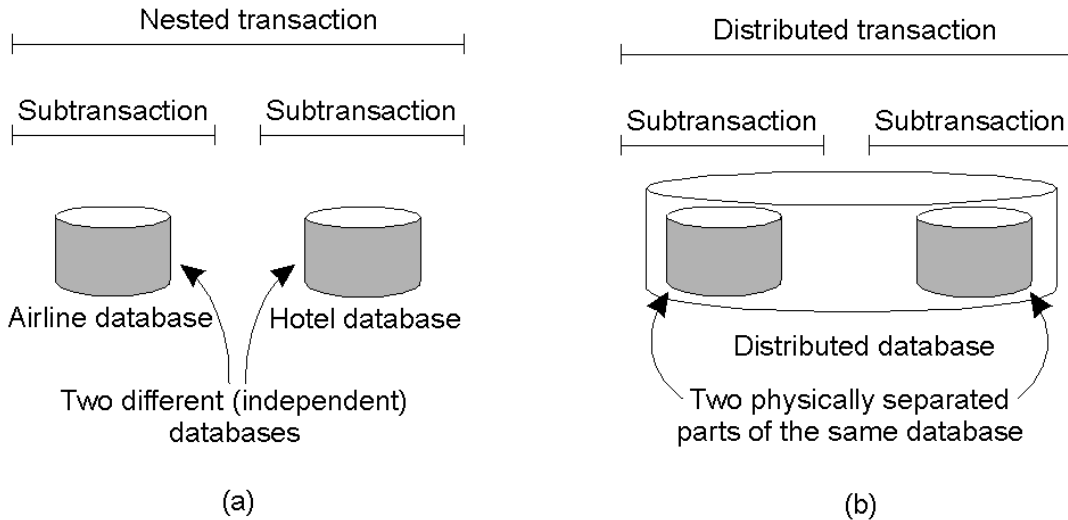 Nested transaction
Subtransaction
Subtransaction
Airline database
Hotel database
Two different (independent)
databases
(a)
Distributed transaction
Subtransaction
Subtransaction
Distributed database
Two physically separated
parts of the same database
(b)